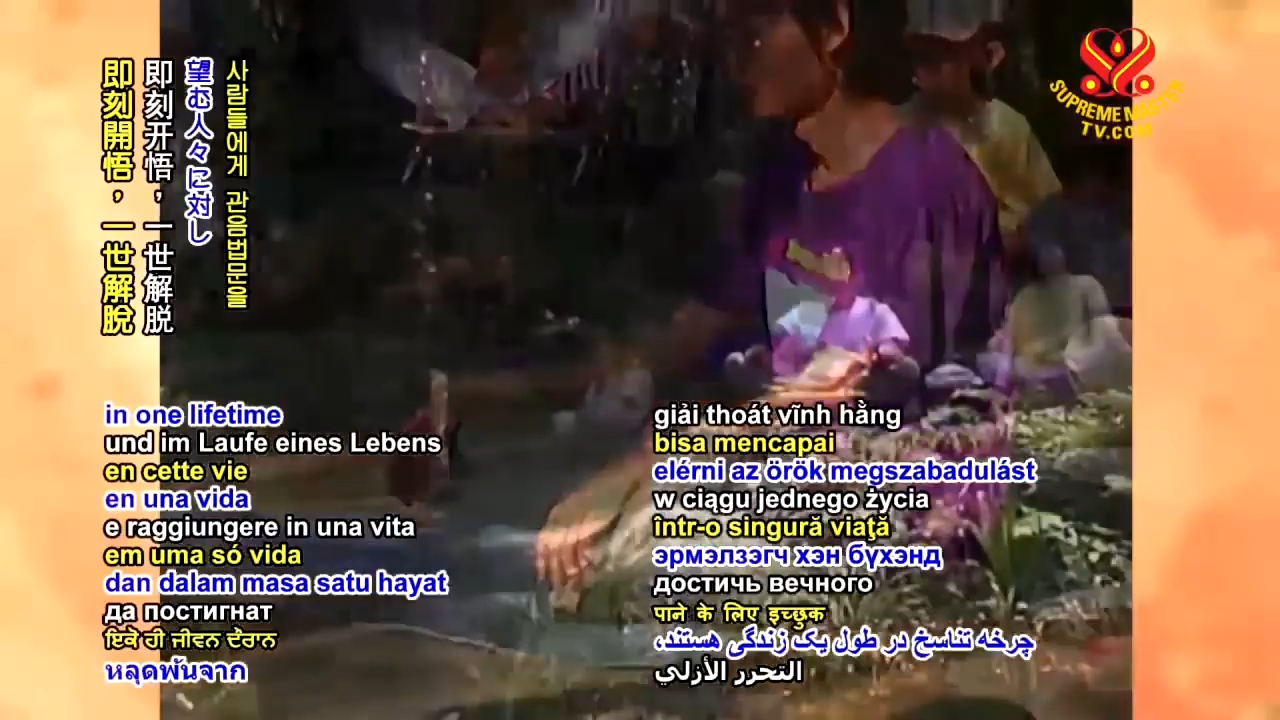 사람들에게 관음법문을
望む人々に対し
即刻开悟，一世解脱
即刻開悟，一世解脫
SUPREME MASTER
TV.COM
in one lifetime
und im Laufe eines Lebens
en cette vie
en una vida
e raggiungere in una vita
em uma só vida
dan dalam masa satu hayat
да постигнат
ਇਕੋ ਹੀ ਜੀਵਨ ਦੌਰਾਨ
หลุดพ้นจาก
giải thoát vĩnh hằng
bisa mencapai
elérni az örök megszabadulást
w ciągu jednego życia
într-o singură viaţă
эрмэлзэгч хэн бүхэнд
достичь вечного
पाने के लिए इच्छुक
چرخه تناسخ در طول یک زندگی هستند،
التحرر الأزلي